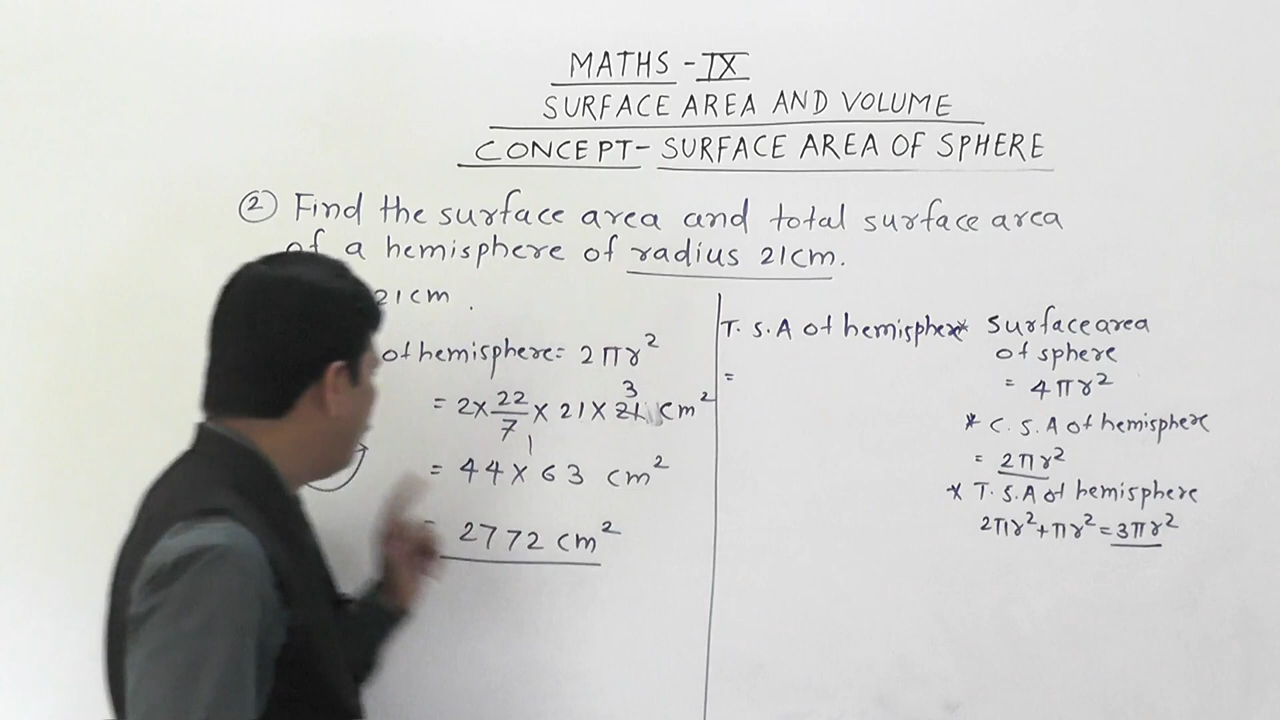 MATHS - IX
SURFACE AREA AND VOLUME
CONCEPT- SURFACE AREA OF SPHERE
② Find the surface area and total surface area
of a hemisphere of radius 21cm.
21cm.
of hemisphere = 2πr²
= 2 × 22/7 × 21 × 21 3 cm²
1
= 44 × 63 cm²
= 2772 cm²
T. S.A of hemisphere
=
* Surface area
of sphere
= 4πr²
* C. S.A of hemisphere
= 2πr²
* T. S.A of hemisphere
2πr²+πr² = 3πr²